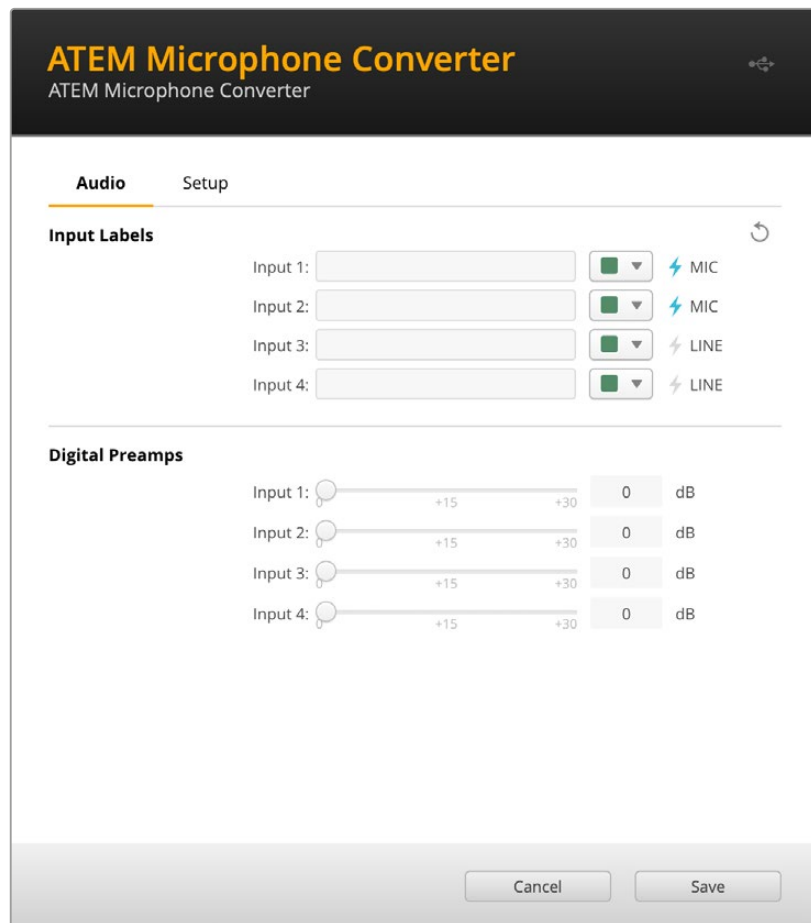 ATEM Microphone Converter
ATEM Microphone Converter
Audio Setup
Input Labels
Input 1: MIC
Input 2: MIC
Input 3: LINE
Input 4: LINE
Digital Preamps
Input 1: 0 dB
0 +15 +30
Input 2: 0 dB
0 +15 +30
Input 3: 0 dB
0 +15 +30
Input 4: 0 dB
0 +15 +30
Cancel Save